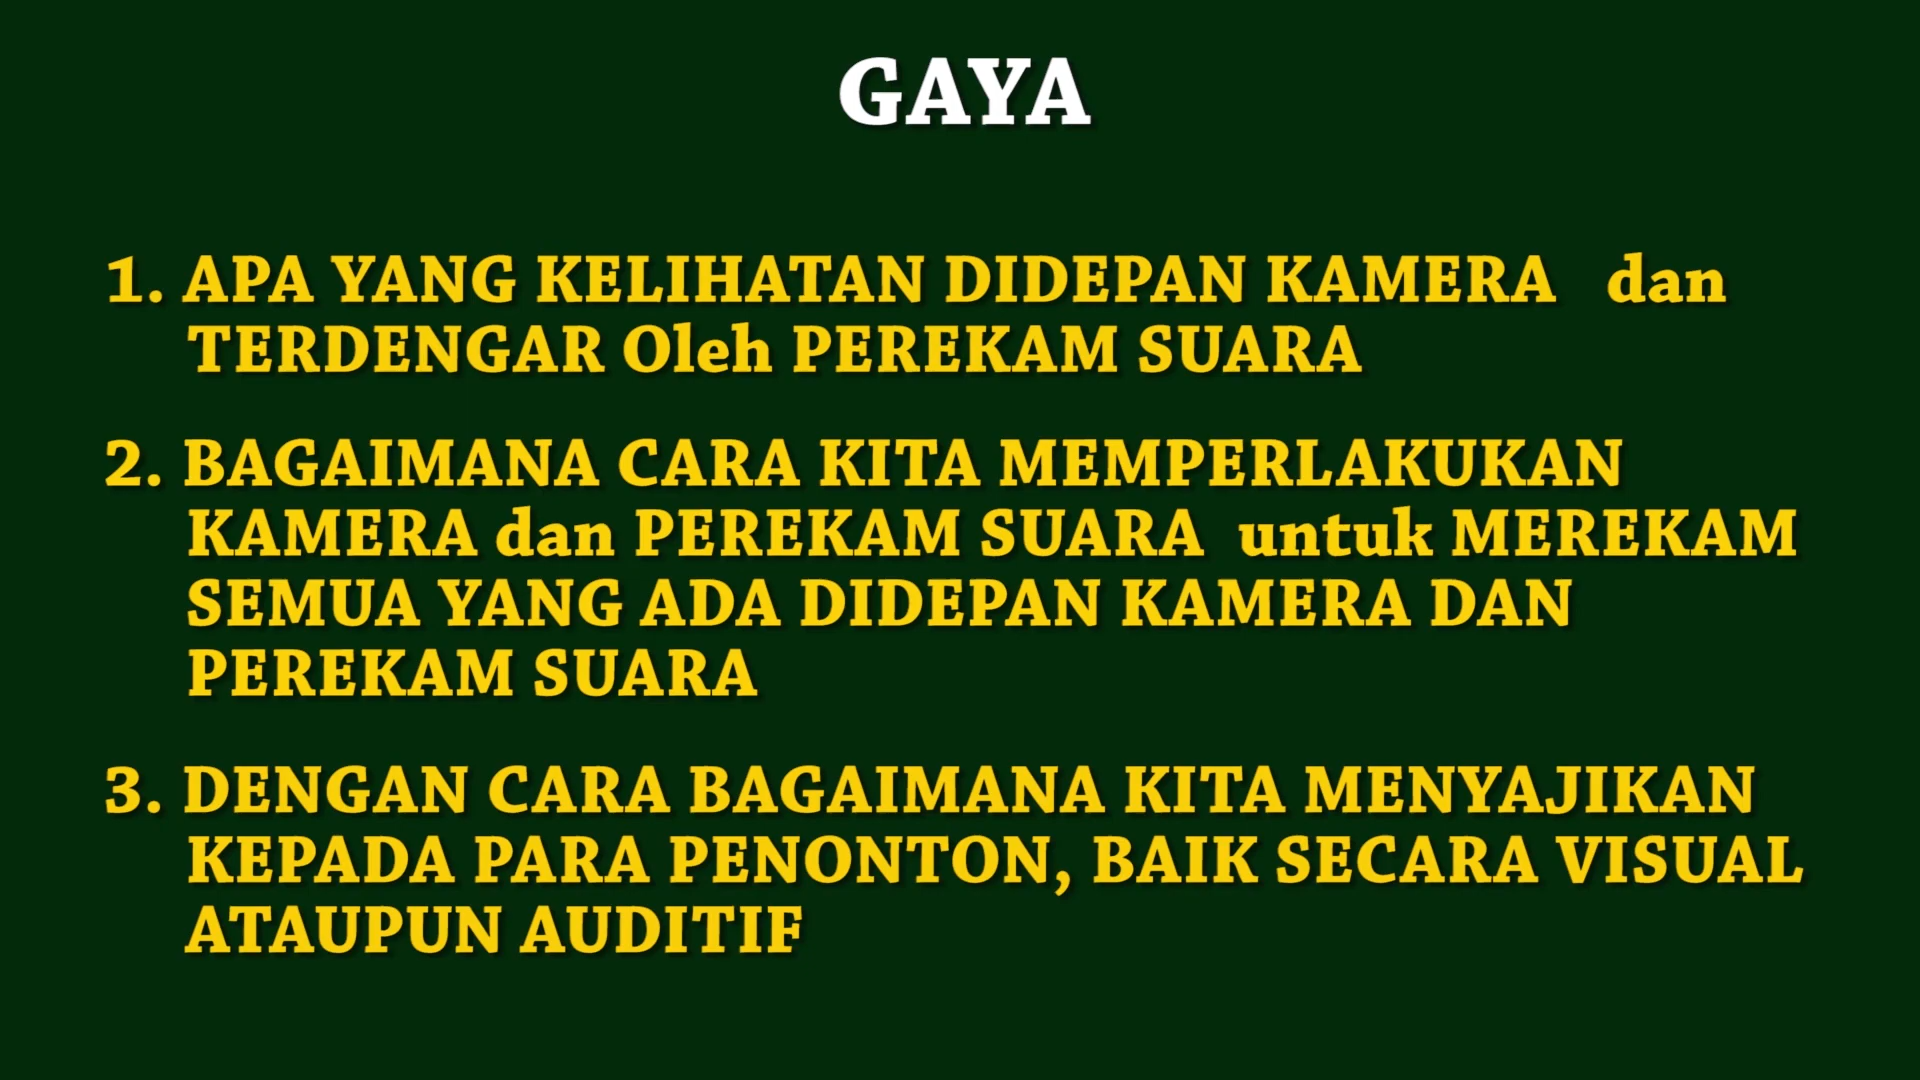 GAYA
1. APA YANG KELIHATAN DIDEPAN KAMERA dan
TERDENGAR Oleh PEREKAM SUARA
2. BAGAIMANA CARA KITA MEMPERLAKUKAN
KAMERA dan PEREKAM SUARA untuk MEREKAM
SEMUA YANG ADA DIDEPAN KAMERA DAN
PEREKAM SUARA
3. DENGAN CARA BAGAIMANA KITA MENYAJIKAN
KEPADA PARA PENONTON, BAIK SECARA VISUAL
ATAUPUN AUDITIF